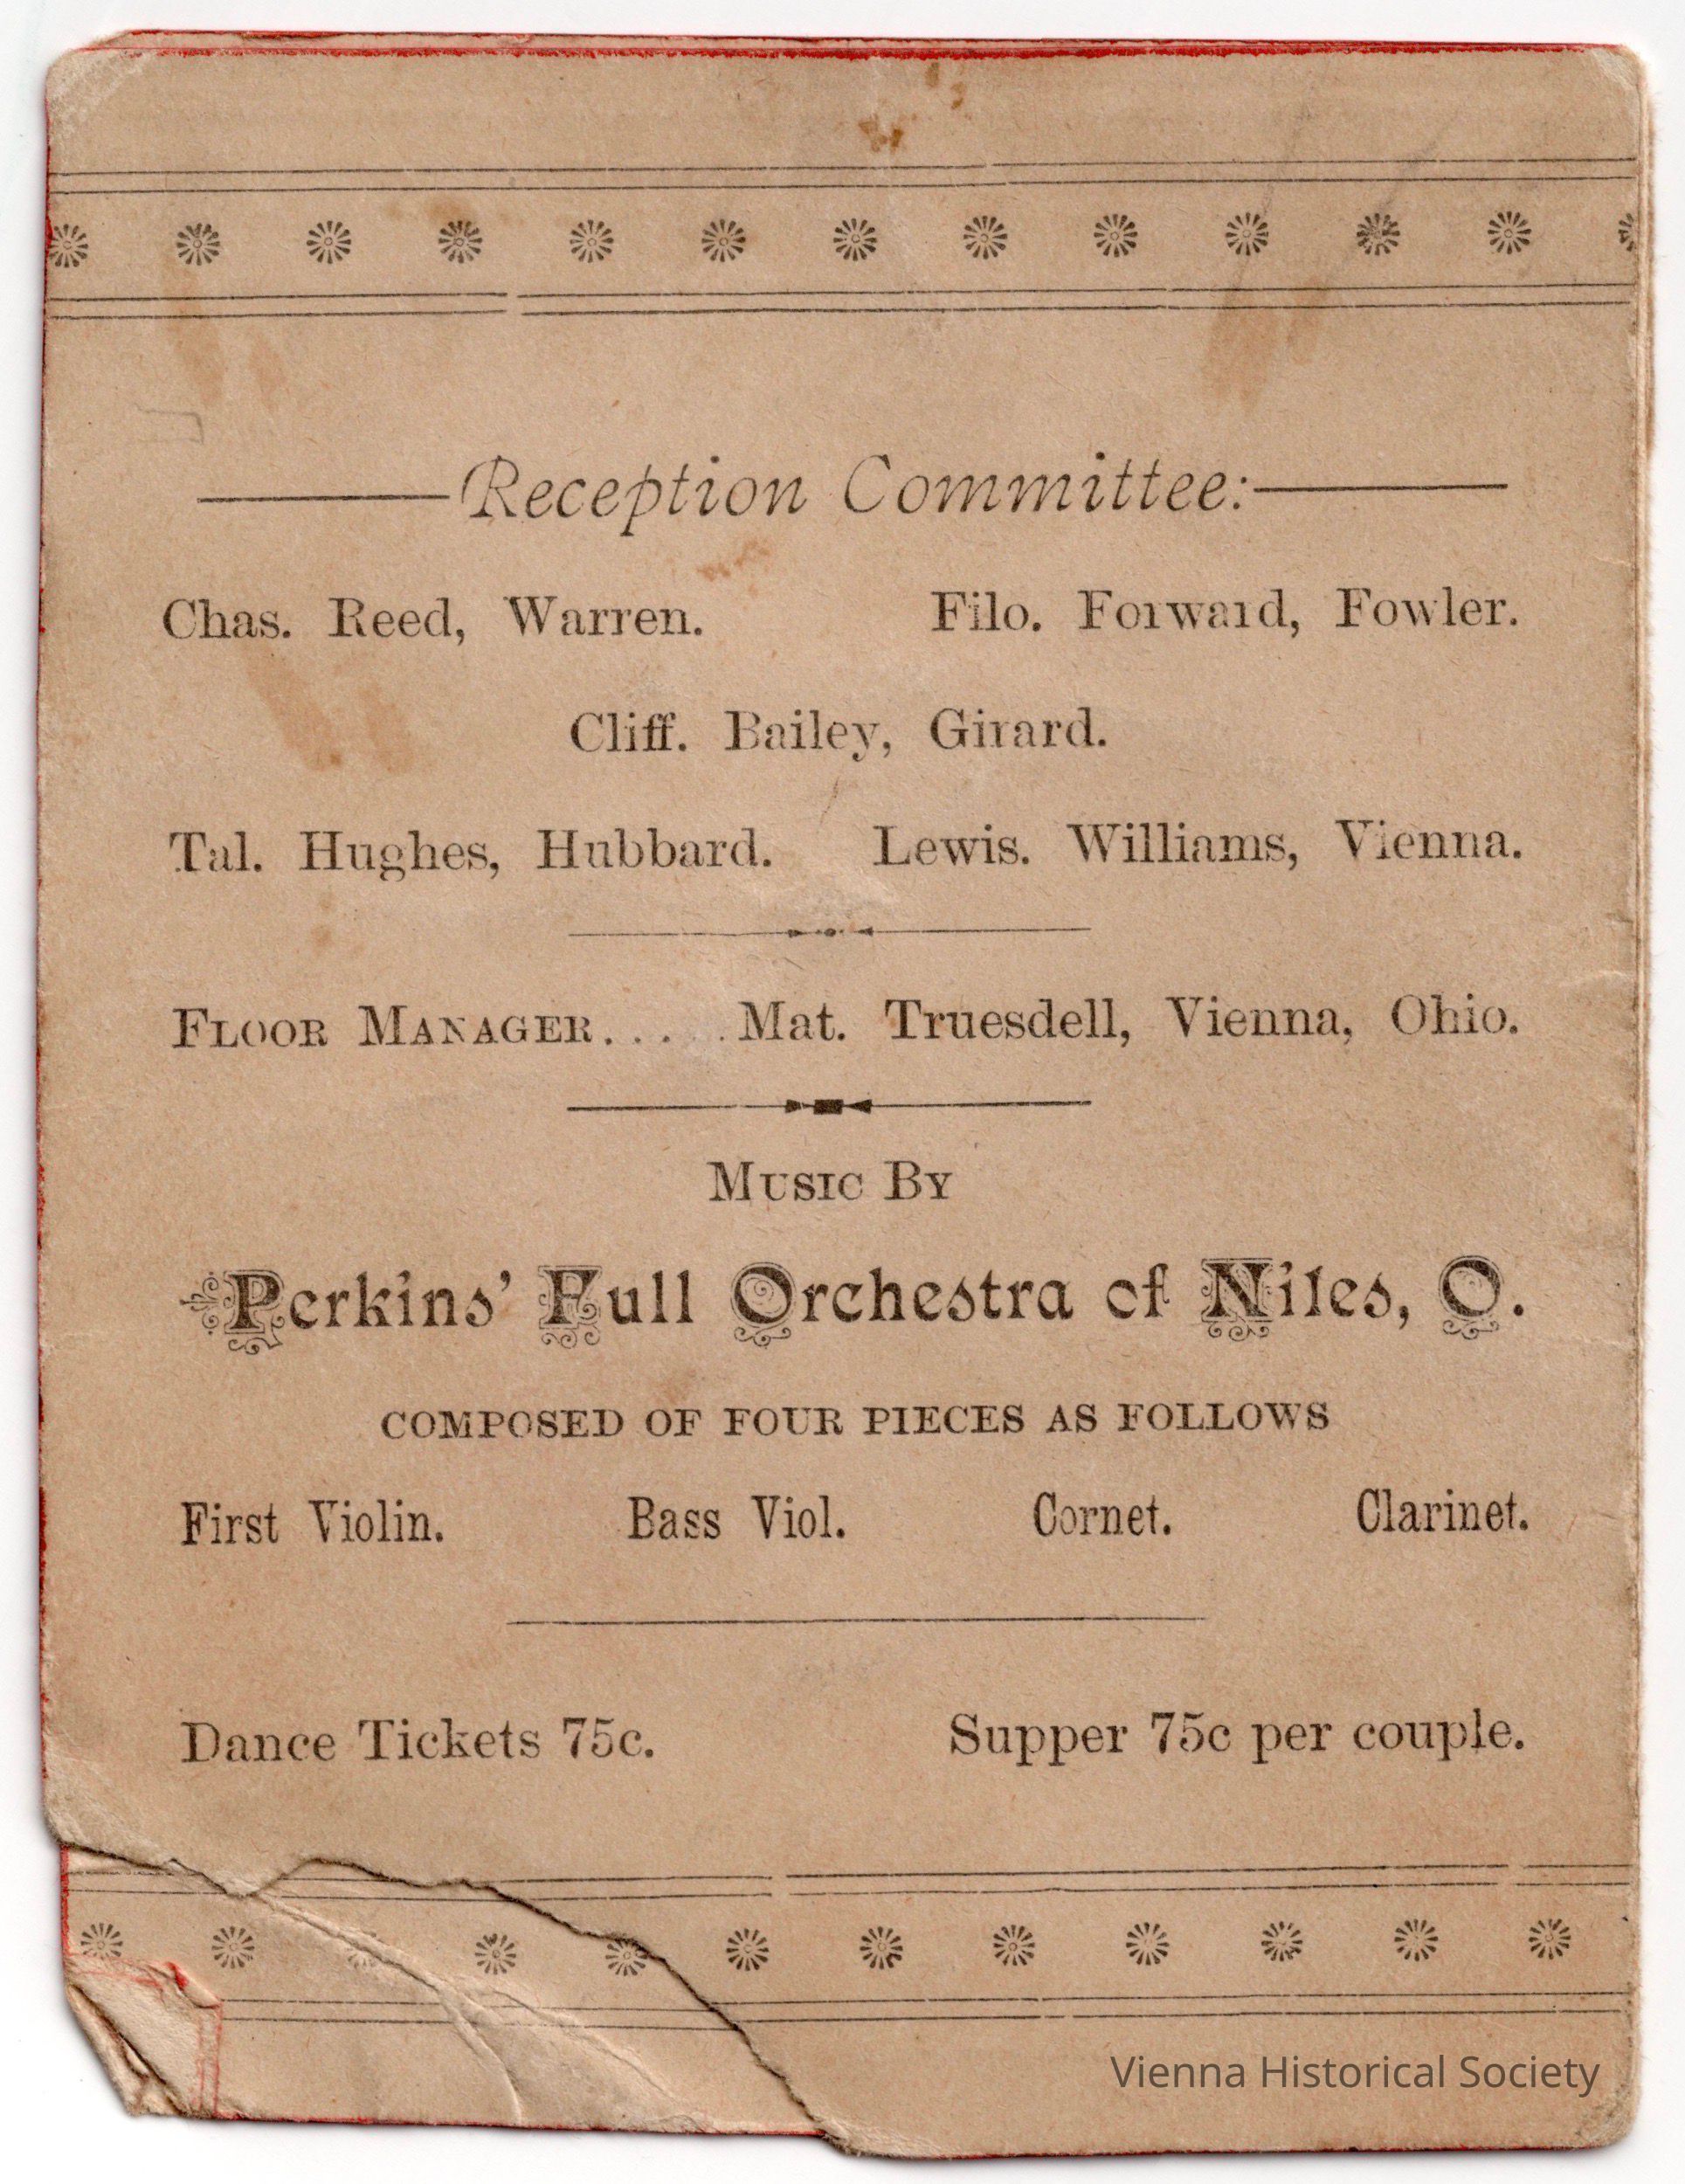 Reception Committee:
Chas. Reed, Warren. Filo. Forward, Fowler.
Cliff. Bailey, Girard.
Tal. Hughes, Hubbard. Lewis. Williams, Vienna.
FLOOR MANAGER..... Mat. Truesdell, Vienna, Ohio.
MUSIC BY
Perkins' Full Orchestra of Niles, O.
COMPOSED OF FOUR PIECES AS FOLLOWS
First Violin. Bass Viol. Cornet. Clarinet.
Dance Tickets 75c. Supper 75c per couple.
Vienna Historical Society